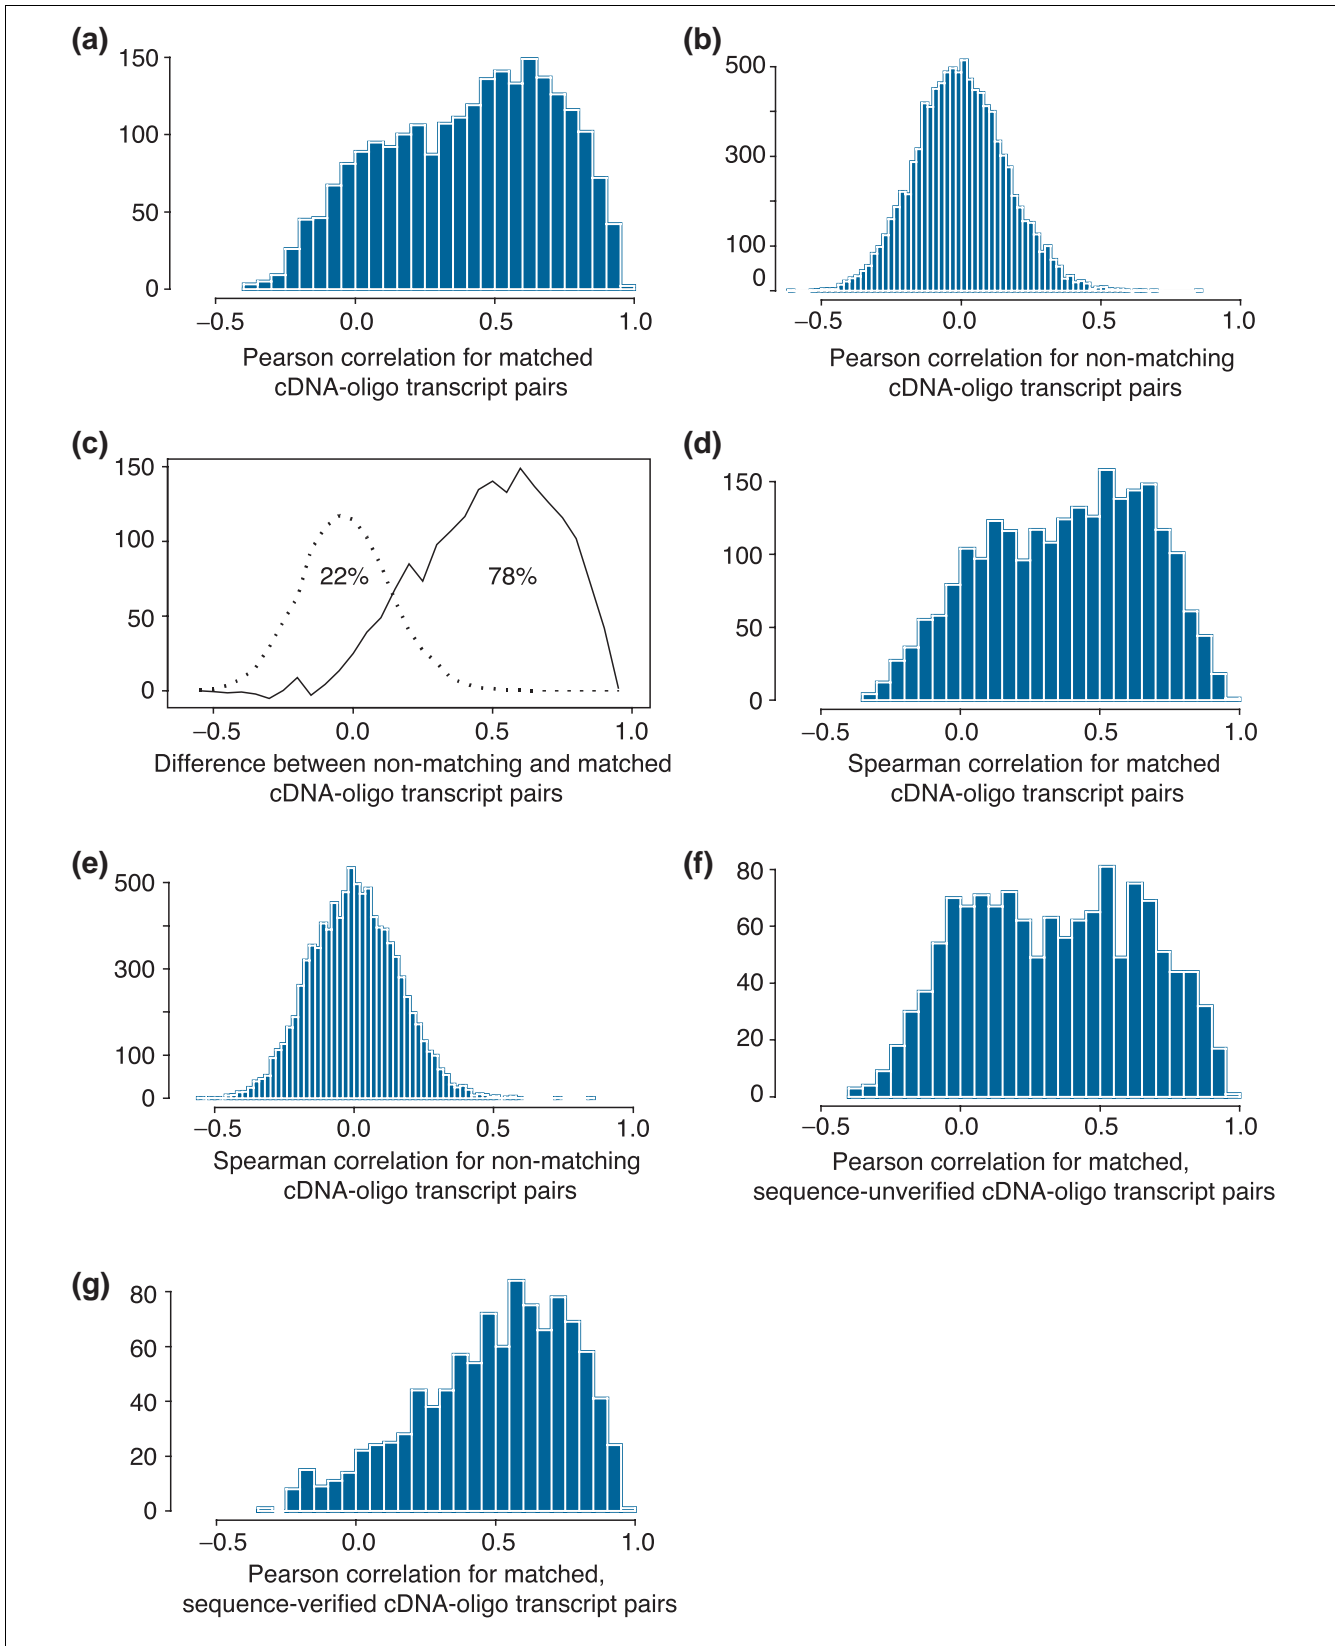 (a)
150
100
50
0
−0.5 0.0 0.5 1.0
Pearson correlation for matched
cDNA-oligo transcript pairs
(b)
500
300
100
0
−0.5 0.0 0.5 1.0
Pearson correlation for non-matching
cDNA-oligo transcript pairs
(c)
150
100
50
0
22% 78%
−0.5 0.0 0.5 1.0
Difference between non-matching and matched
cDNA-oligo transcript pairs
(d)
150
100
50
0
−0.5 0.0 0.5 1.0
Spearman correlation for matched
cDNA-oligo transcript pairs
(e)
500
300
100
0
−0.5 0.0 0.5 1.0
Spearman correlation for non-matching
cDNA-oligo transcript pairs
(f)
80
60
40
20
0
−0.5 0.0 0.5 1.0
Pearson correlation for matched,
sequence-unverified cDNA-oligo transcript pairs
(g)
80
60
40
20
0
−0.5 0.0 0.5 1.0
Pearson correlation for matched,
sequence-verified cDNA-oligo transcript pairs